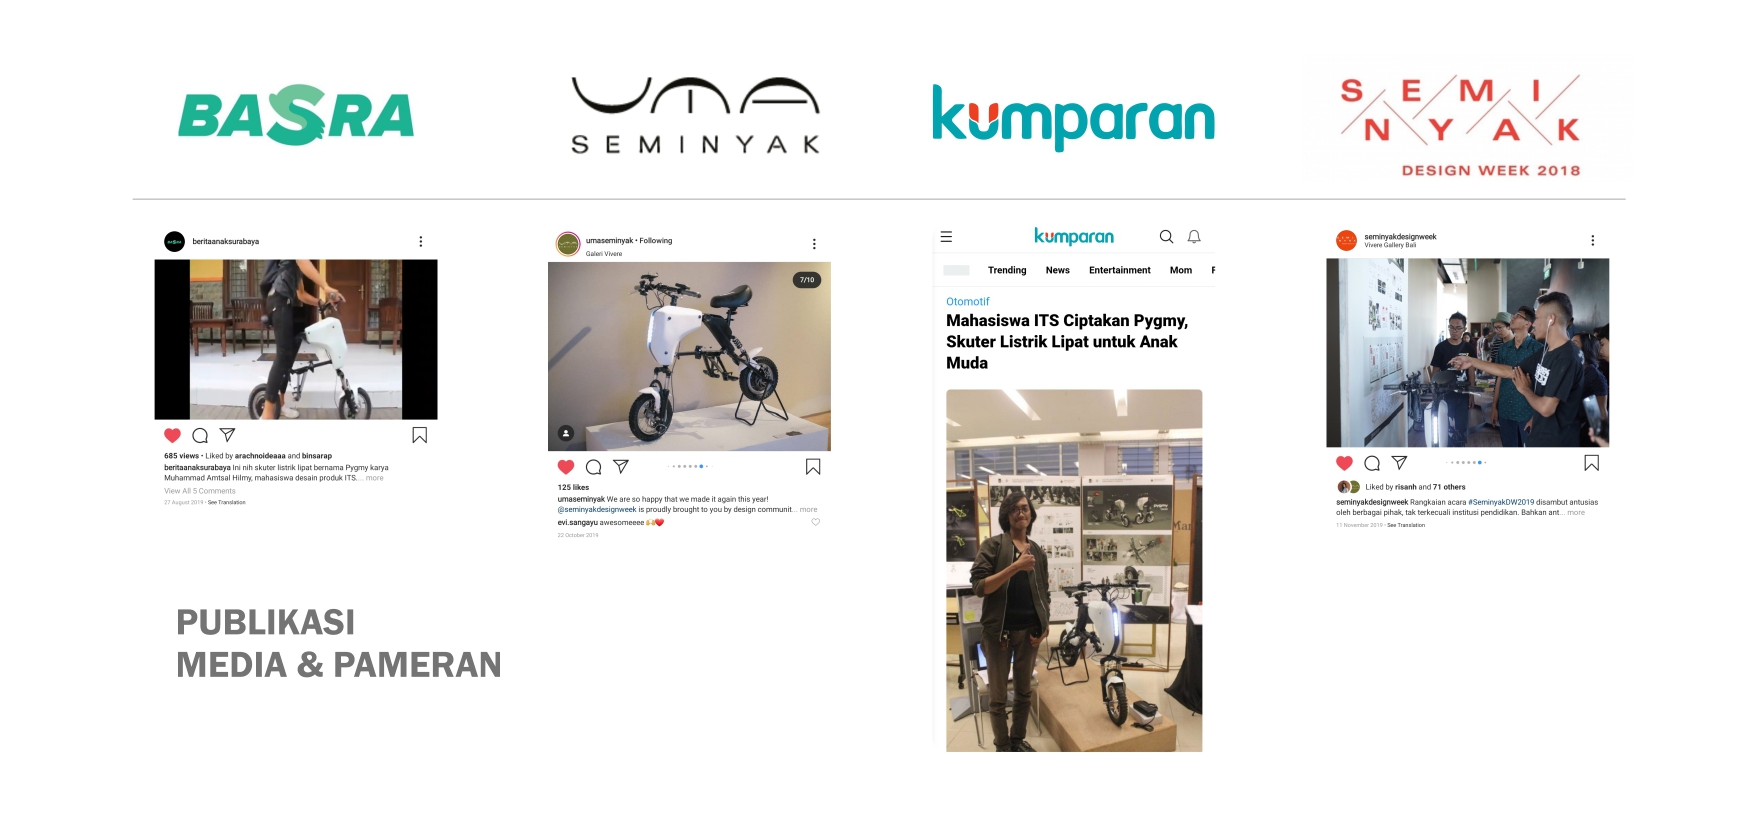 BASRA
UMA
SEMINYAK
kumparan
SEMI
NYAK
DESIGN WEEK 2018
BASRA
beritaanaksurabaya
685 views • Liked by arachnoideaaa and binsarap
beritaanaksurabaya Ini nih skuter listrik lipat bernama Pygmy karya
Muhammad Amtsal Hilmy, mahasiswa desain produk ITS... more
View All 5 Comments
27 August 2019 • See Translation
umaseminyak • Following
Galeri Vivere
7/10
125 likes
umaseminyak We are so happy that we made it again this year!
@seminyakdesignweek is proudly brought to you by design communit... more
evi.sangayu awesomeeee 🙌❤️
22 October 2019
kumparan
Trending News Entertainment Mom F
Otomotif
Mahasiswa ITS Ciptakan Pygmy,
Skuter Listrik Lipat untuk Anak
Muda
seminyakdesignweek
Vivere Gallery Bali
Liked by risanh and 71 others
seminyakdesignweek Rangkaian acara #SeminyakDW2019 disambut antusias
oleh berbagai pihak, tak terkecuali institusi pendidikan. Bahkan ant... more
11 November 2019 • See Translation
PUBLIKASI
MEDIA & PAMERAN